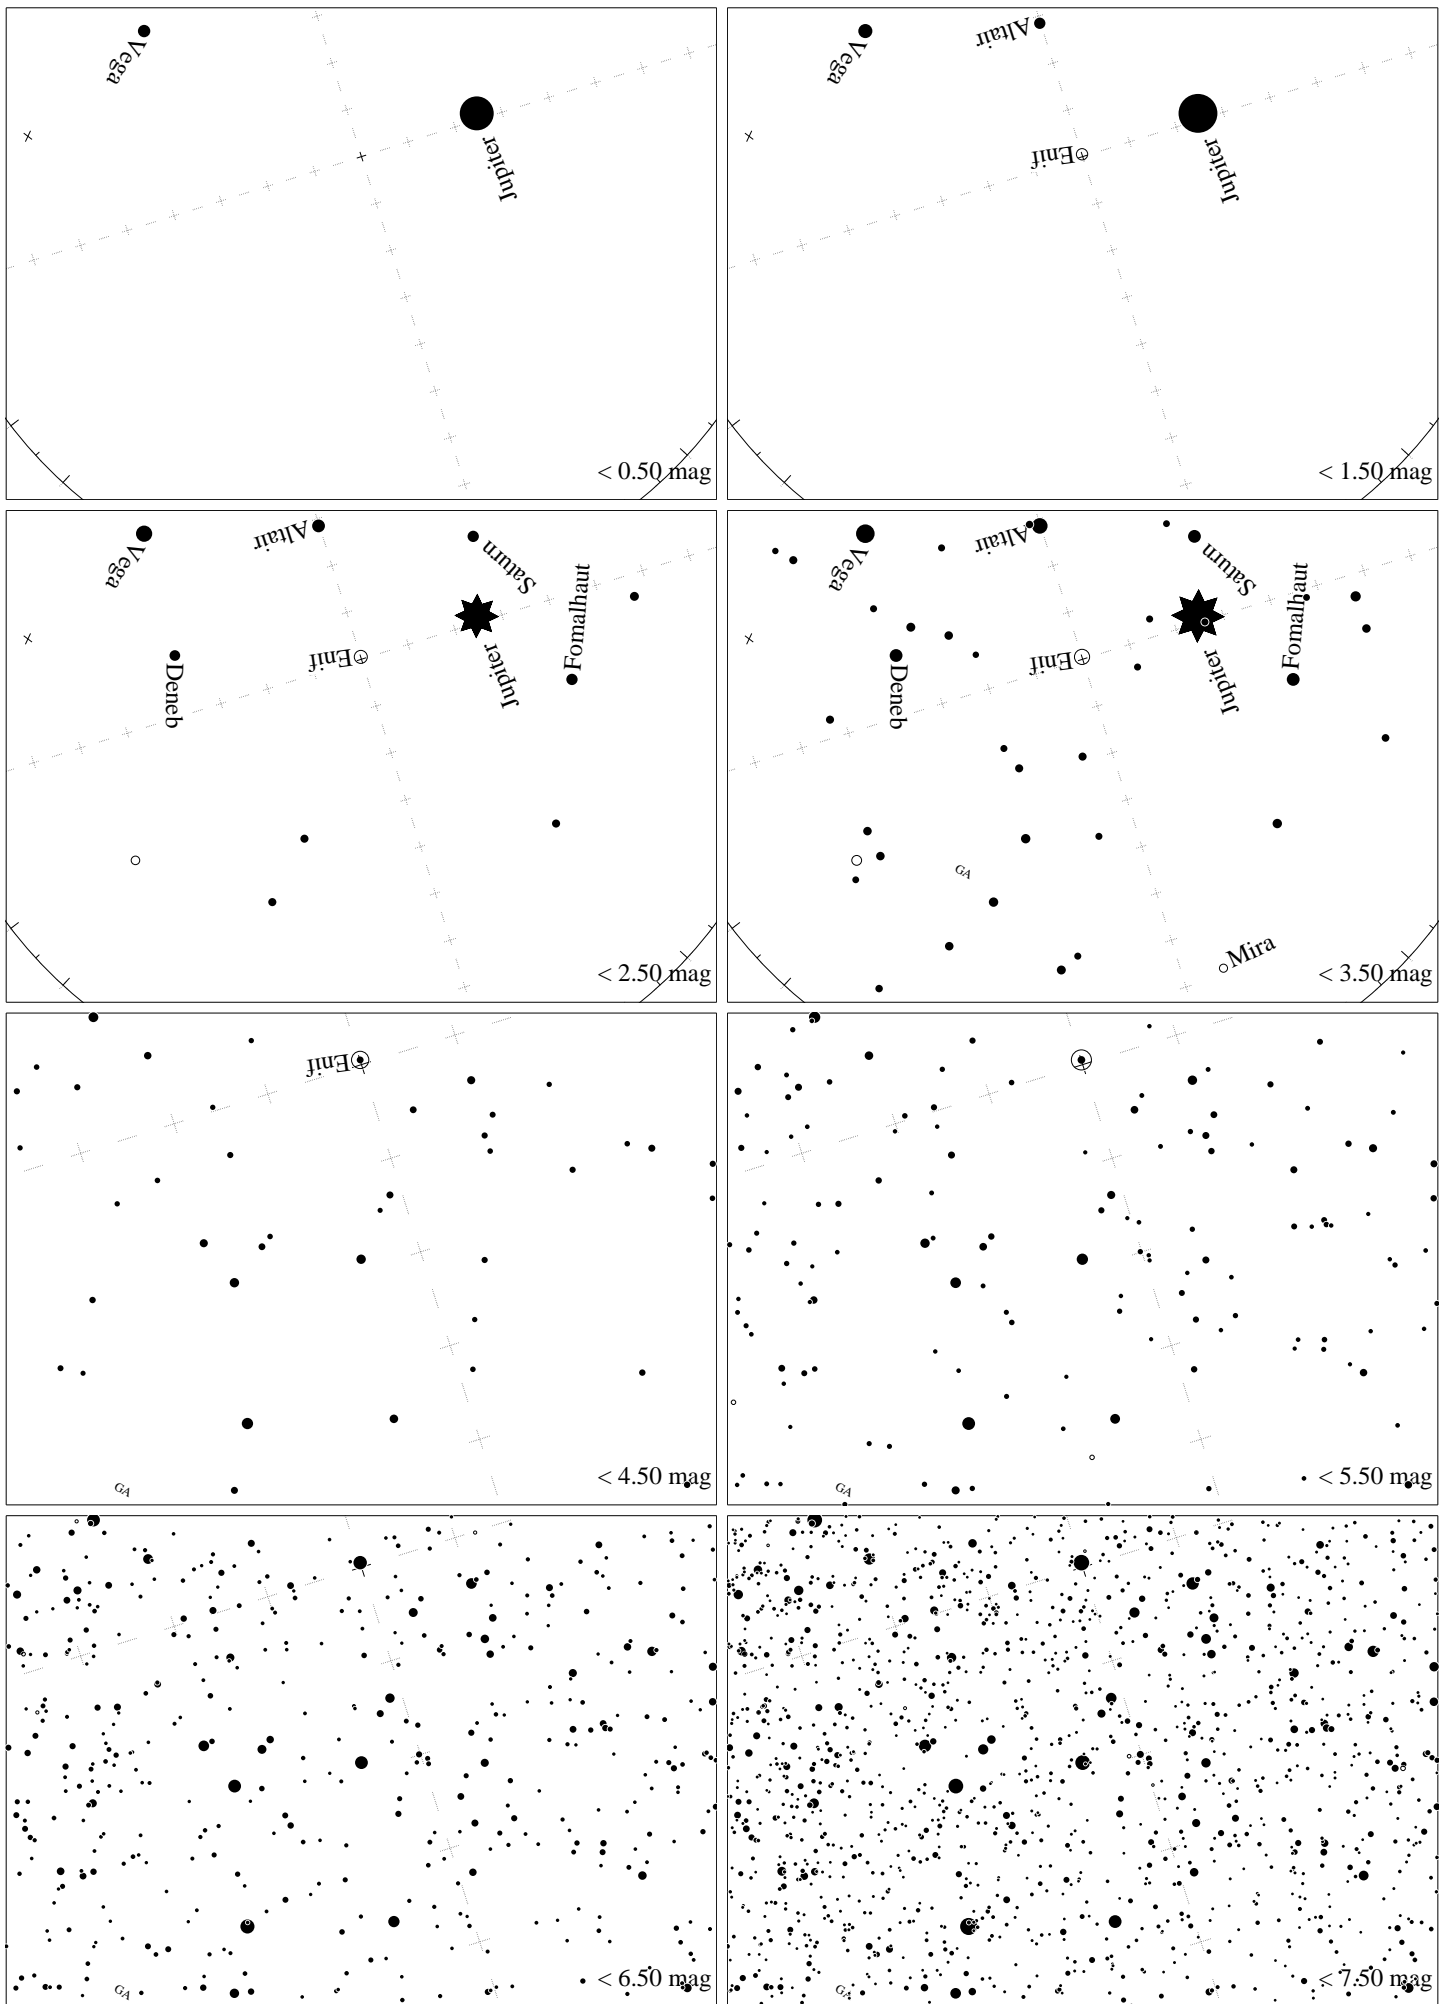 Vega
Jupiter
< 0.50 mag
Vega
Altair
Enif
Jupiter
< 1.50 mag
Vega
Altair
Saturn
Fomalhaut
Deneb
Enif
Jupiter
< 2.50 mag
Vega
Altair
Saturn
Fomalhaut
Deneb
Enif
Jupiter
GA
Mira
< 3.50 mag
Enif
GA
< 4.50 mag
GA
< 5.50 mag
GA
< 6.50 mag
GA
< 7.50 mag